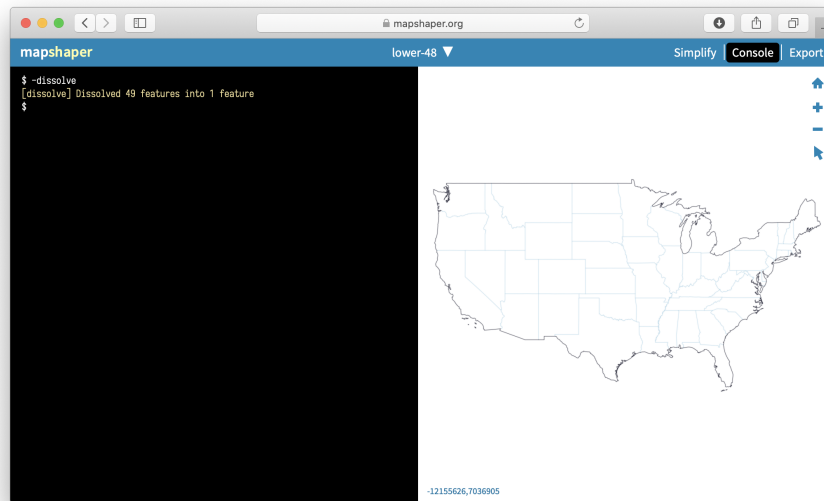 mapshaper.org
mapshaper
lower-48 ▼
Simplify
Console
Export
$ -dissolve
[dissolve] Dissolved 49 features into 1 feature
$
-12155626,7036905